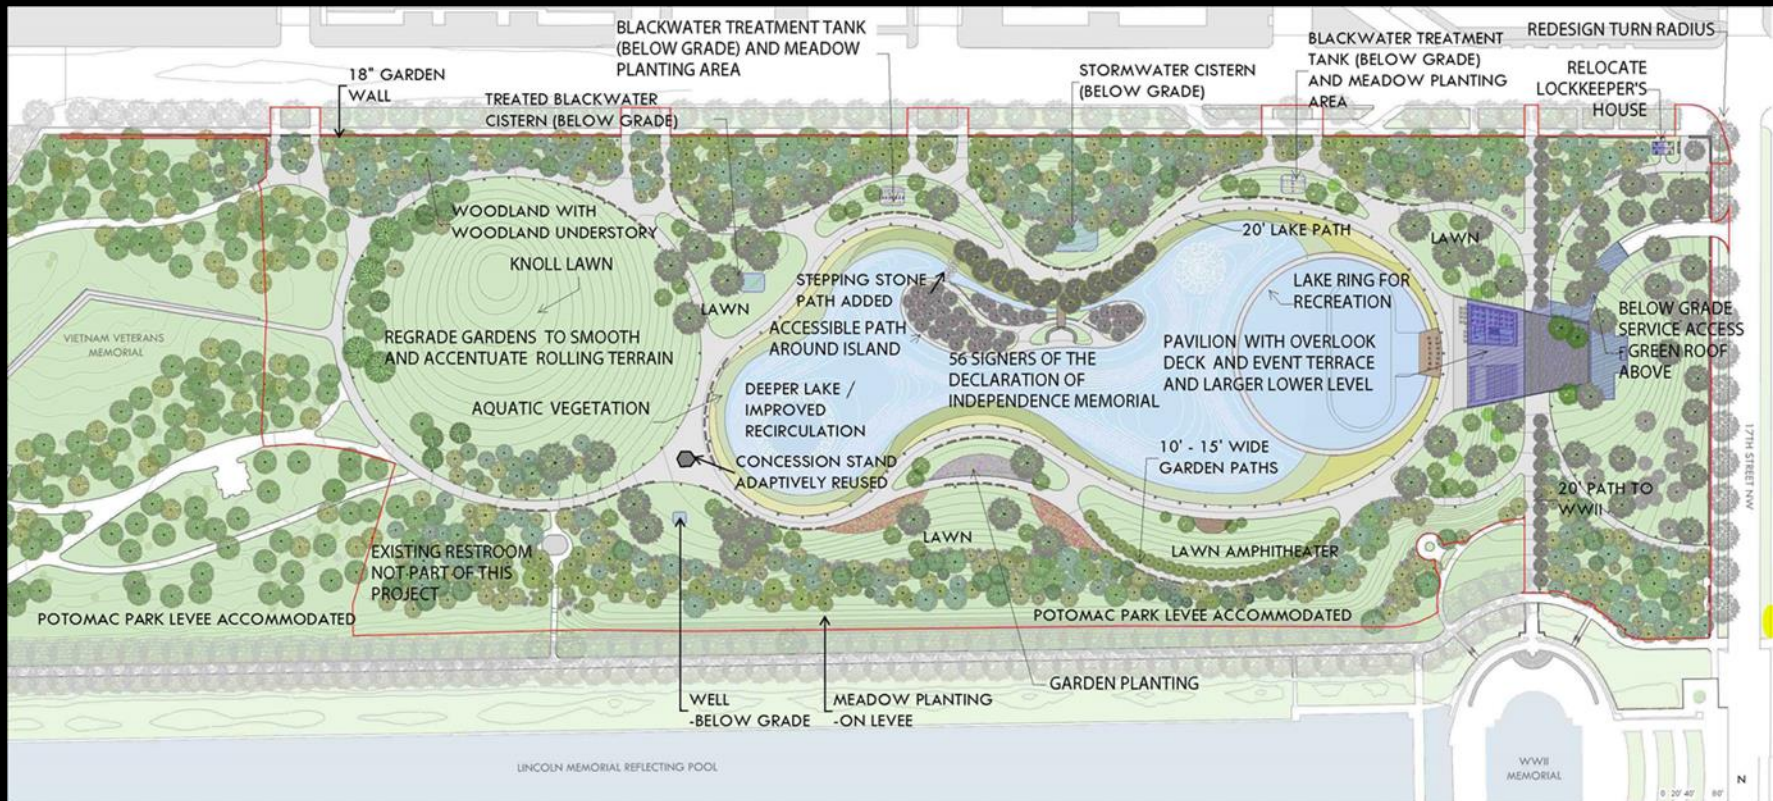 BLACKWATER TREATMENT TANK
(BELOW GRADE) AND MEADOW
PLANTING AREA
REDESIGN TURN RADIUS
BLACKWATER TREATMENT
TANK (BELOW GRADE)
AND MEADOW PLANTING
AREA
18" GARDEN
WALL
STORMWATER CISTERN
(BELOW GRADE)
RELOCATE
LOCKKEEPER'S
HOUSE
TREATED BLACKWATER
CISTERN (BELOW GRADE)
WOODLAND WITH
WOODLAND UNDERSTORY
20' LAKE PATH
LAWN
KNOLL LAWN
STEPPING STONE
PATH ADDED
LAKE RING FOR
RECREATION
LAWN
BELOW GRADE
SERVICE ACCESS
- GREEN ROOF
ABOVE
VIETNAM VETERANS
MEMORIAL
REGRADE GARDENS TO SMOOTH
AND ACCENTUATE ROLLING TERRAIN
ACCESSIBLE PATH
AROUND ISLAND
PAVILION WITH OVERLOOK
DECK AND EVENT TERRACE
AND LARGER LOWER LEVEL
56 SIGNERS OF THE
DECLARATION OF
INDEPENDENCE MEMORIAL
DEEPER LAKE /
IMPROVED
RECIRCULATION
AQUATIC VEGETATION
10' - 15' WIDE
GARDEN PATHS
CONCESSION STAND
ADAPTIVELY REUSED
17TH STREET NW
20' PATH TO
WWII
LAWN
LAWN AMPHITHEATER
EXISTING RESTROOM
NOT PART OF THIS
PROJECT
POTOMAC PARK LEVEE ACCOMMODATED
POTOMAC PARK LEVEE ACCOMMODATED
GARDEN PLANTING
WELL
-BELOW GRADE
MEADOW PLANTING
-ON LEVEE
LINCOLN MEMORIAL REFLECTING POOL
WWII
MEMORIAL
N
0 20' 40' 80'